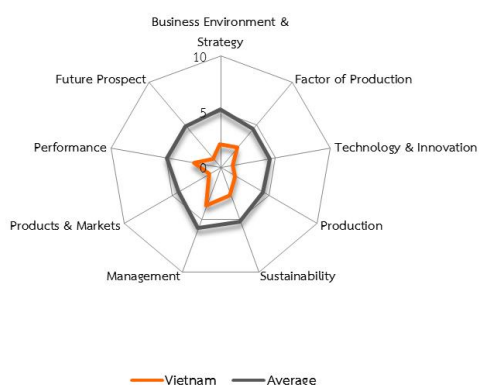 Business Environment &
Strategy
10
Future Prospect
Factor of Production
5
Performance
Technology & Innovation
0
Products & Markets
Production
Management
Sustainability
Vietnam
Average